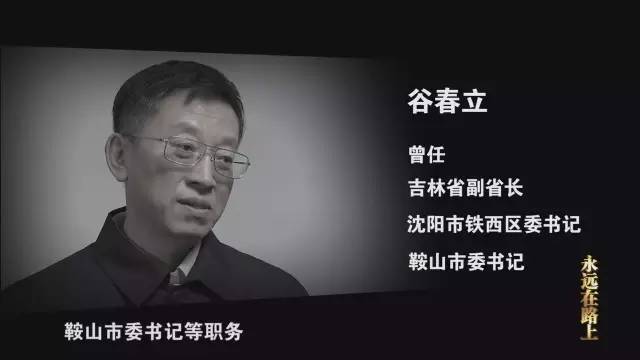 谷春立
曾任
吉林省副省长
沈阳市铁西区委书记
鞍山市委书记
永远在路上
鞍山市委书记等职务